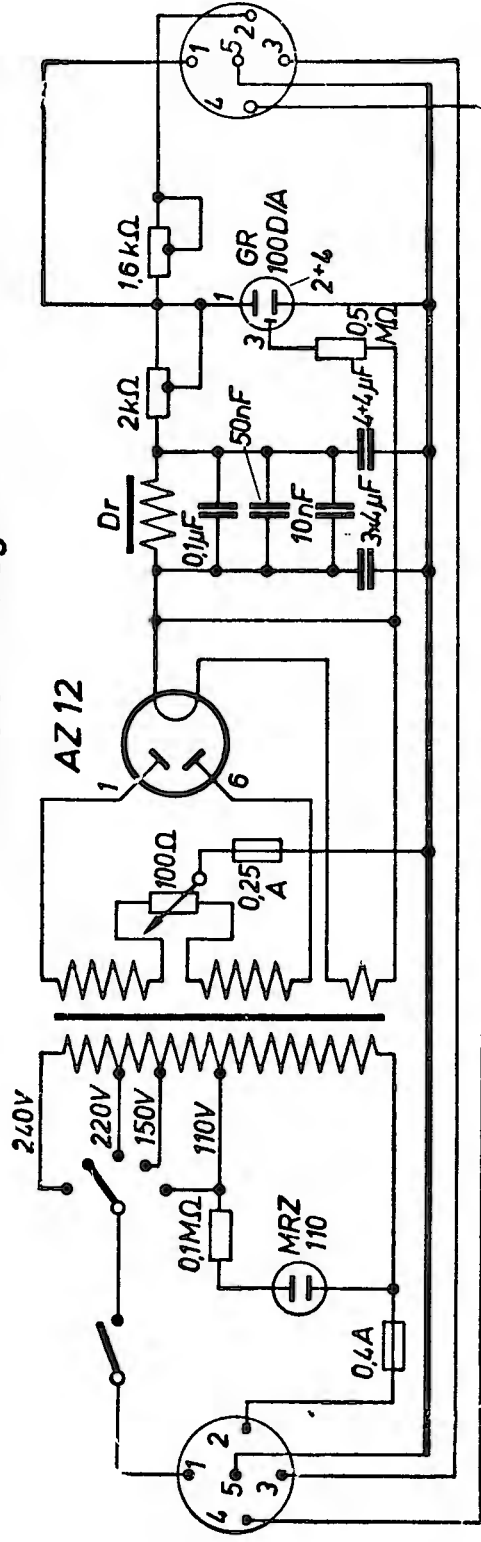 240V
220V
150V
110V
0,1MΩ
MRZ
110
0,4A
1
2
3
4
5
AZ 12
1
6
100Ω
0,25
A
Dr
0,1µF
50nF
10nF
3x4µF
4+4µF
2kΩ
1,6kΩ
GR
100D/A
1
3
2+4
0,5
MΩ
1
2
3
4
5